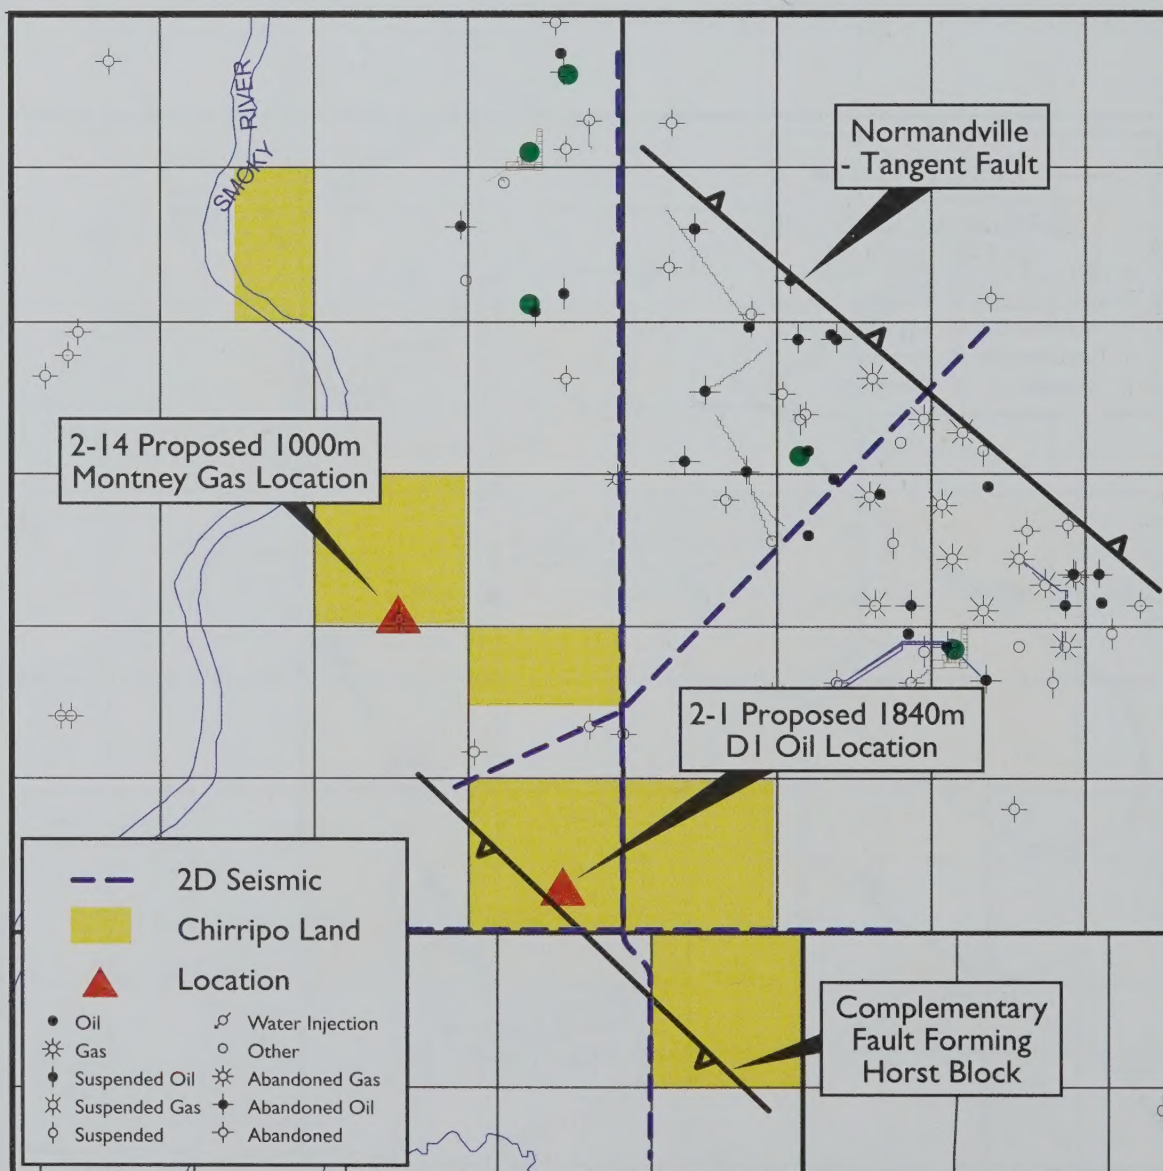 SMOKY RIVER
Normandville
- Tangent Fault
2-14 Proposed 1000m
Montney Gas Location
2-1 Proposed 1840m
D1 Oil Location
2D Seismic
Chirripo Land
Location
Oil
Gas
Suspended Oil
Suspended Gas
Suspended
Water Injection
Other
Abandoned Gas
Abandoned Oil
Abandoned
Complementary
Fault Forming
Horst Block